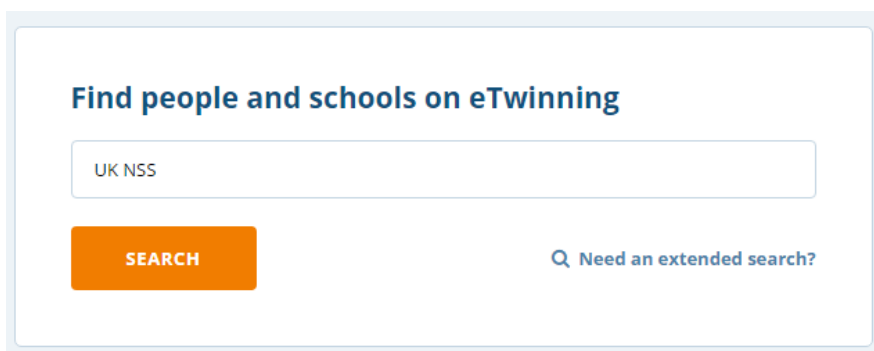 Find people and schools on eTwinning
UK NSS
SEARCH
Need an extended search?